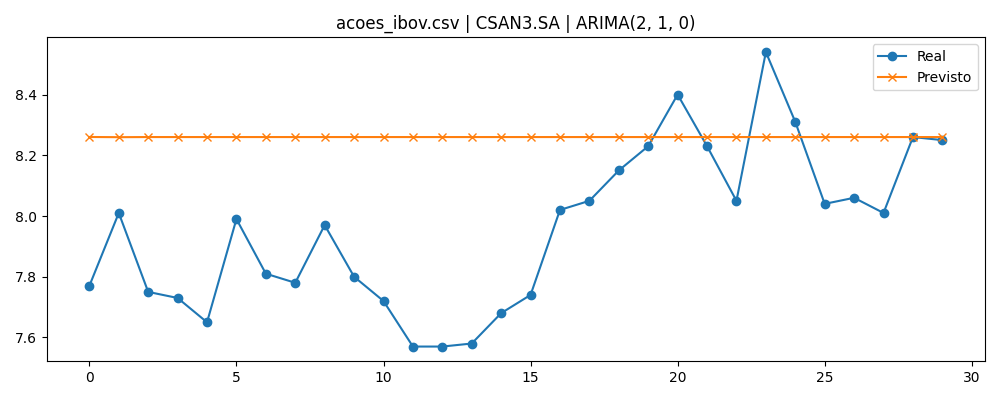 acoes_ibov.csv | CSAN3.SA | ARIMA(2, 1, 0)
Real
Previsto
8.4
8.2
8.0
7.8
7.6
0 5 10 15 20 25 30